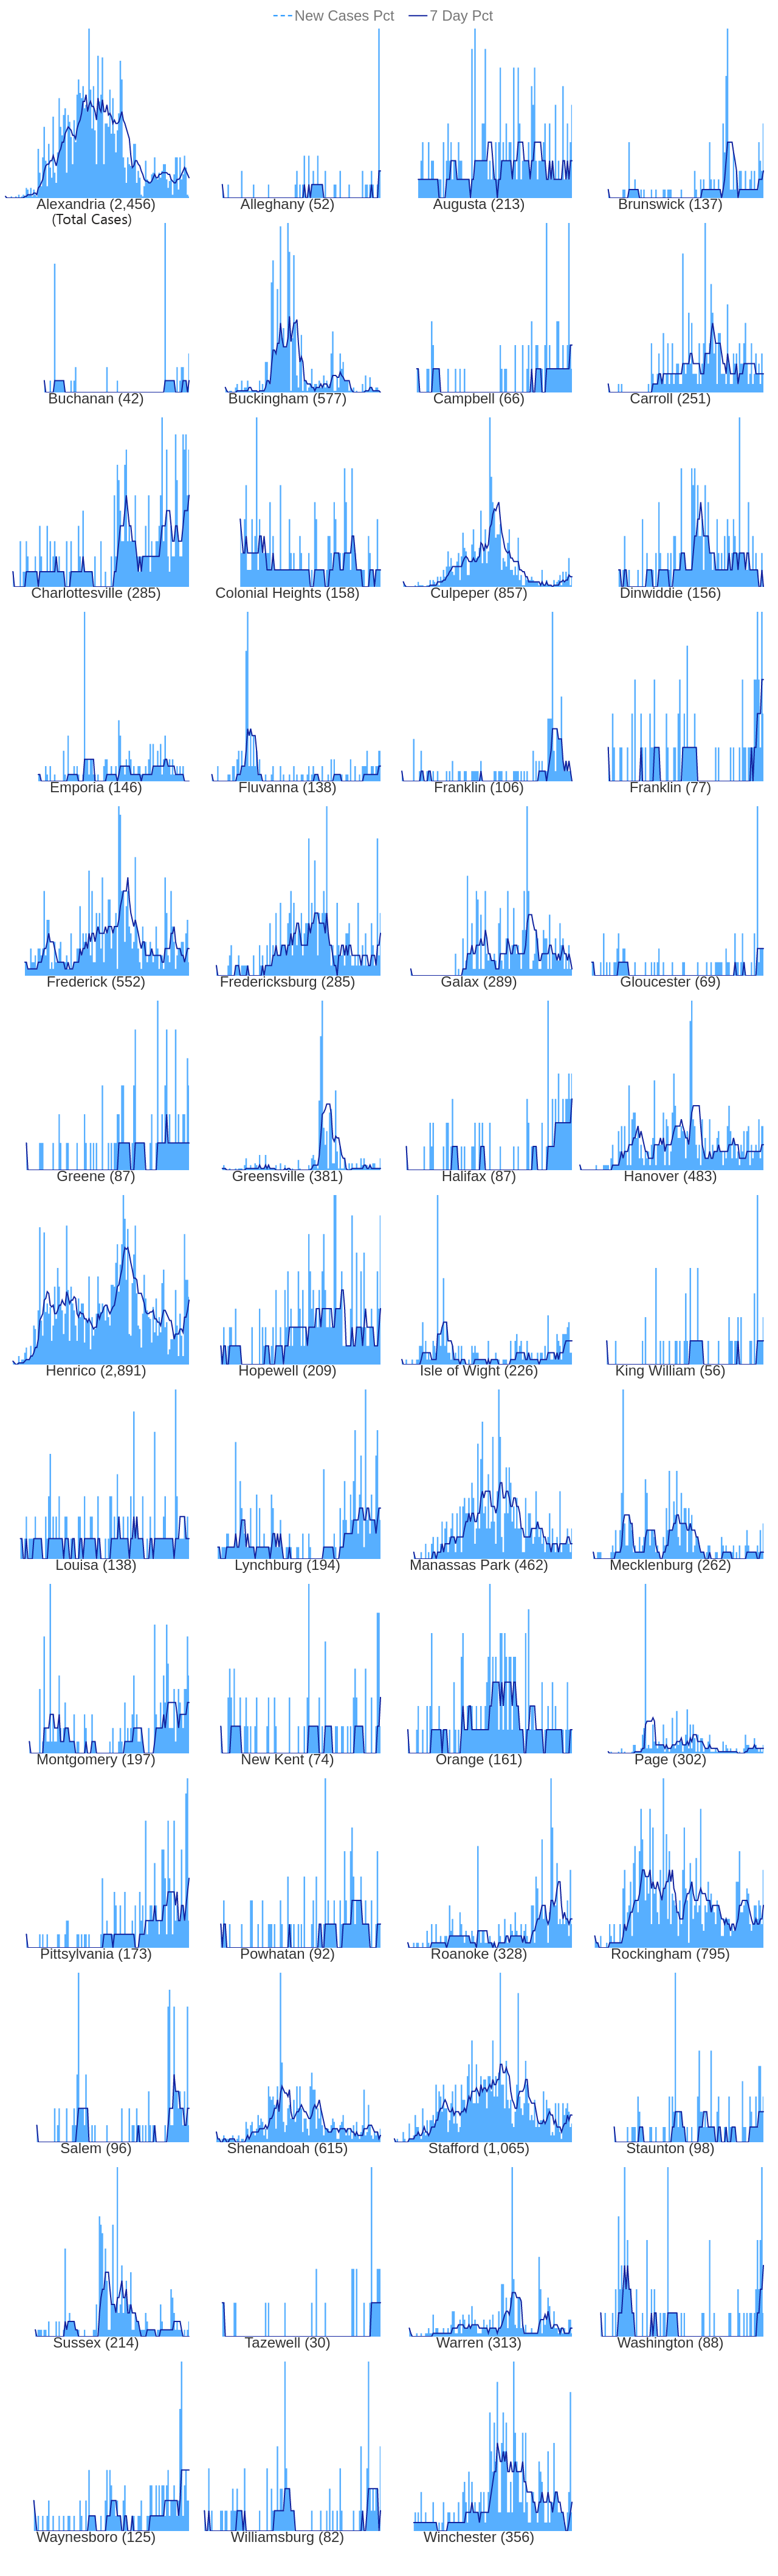 New Cases Pct 7 Day Pct
Alexandria (2,456) Alleghany (52) Augusta (213) Brunswick (137)
(Total Cases)
Buchanan (42) Buckingham (577) Campbell (66) Carroll (251)
Charlottesville (285) Colonial Heights (158) Culpeper (857) Dinwiddie (156)
Emporia (146) Fluvanna (138) Franklin (106) Franklin (77)
Frederick (552) Fredericksburg (285) Galax (289) Gloucester (69)
Greene (87) Greensville (381) Halifax (87) Hanover (483)
Henrico (2,891) Hopewell (209) Isle of Wight (226) King William (56)
Louisa (138) Lynchburg (194) Manassas Park (462) Mecklenburg (262)
Montgomery (197) New Kent (74) Orange (161) Page (302)
Pittsylvania (173) Powhatan (92) Roanoke (328) Rockingham (795)
Salem (96) Shenandoah (615) Stafford (1,065) Staunton (98)
Sussex (214) Tazewell (30) Warren (313) Washington (88)
Waynesboro (125) Williamsburg (82) Winchester (356)